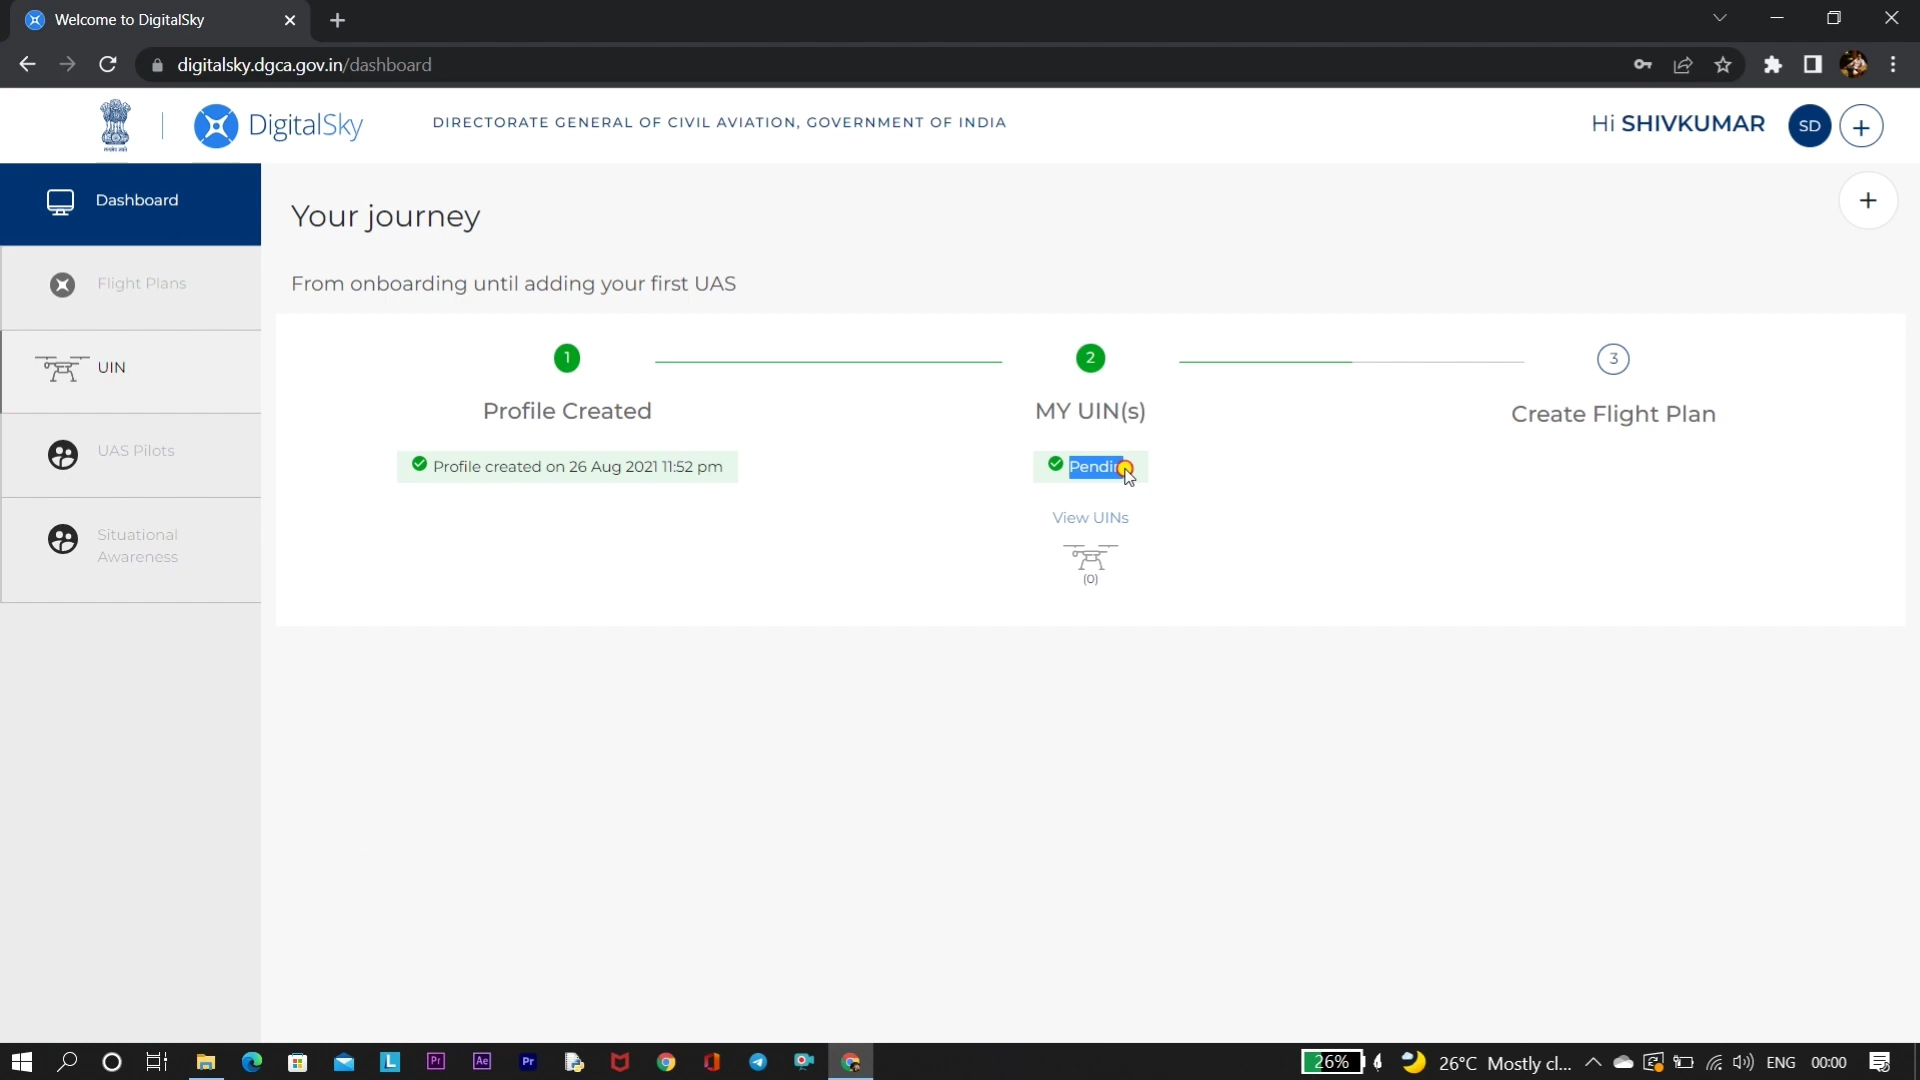 Welcome to DigitalSky
digitalsky.dgca.gov.in/dashboard
DigitalSky
DIRECTORATE GENERAL OF CIVIL AVIATION, GOVERNMENT OF INDIA
Hi SHIVKUMAR
SD
Dashboard
Flight Plans
UIN
UAS Pilots
Situational
Awareness
Your journey
From onboarding until adding your first UAS
1
2
3
Profile Created
MY UIN(s)
Create Flight Plan
Profile created on 26 Aug 2021 11:52 pm
View UINs
(0)
L
Pr
Ae
Pr
26%
26°C Mostly cl...
ENG
00:00